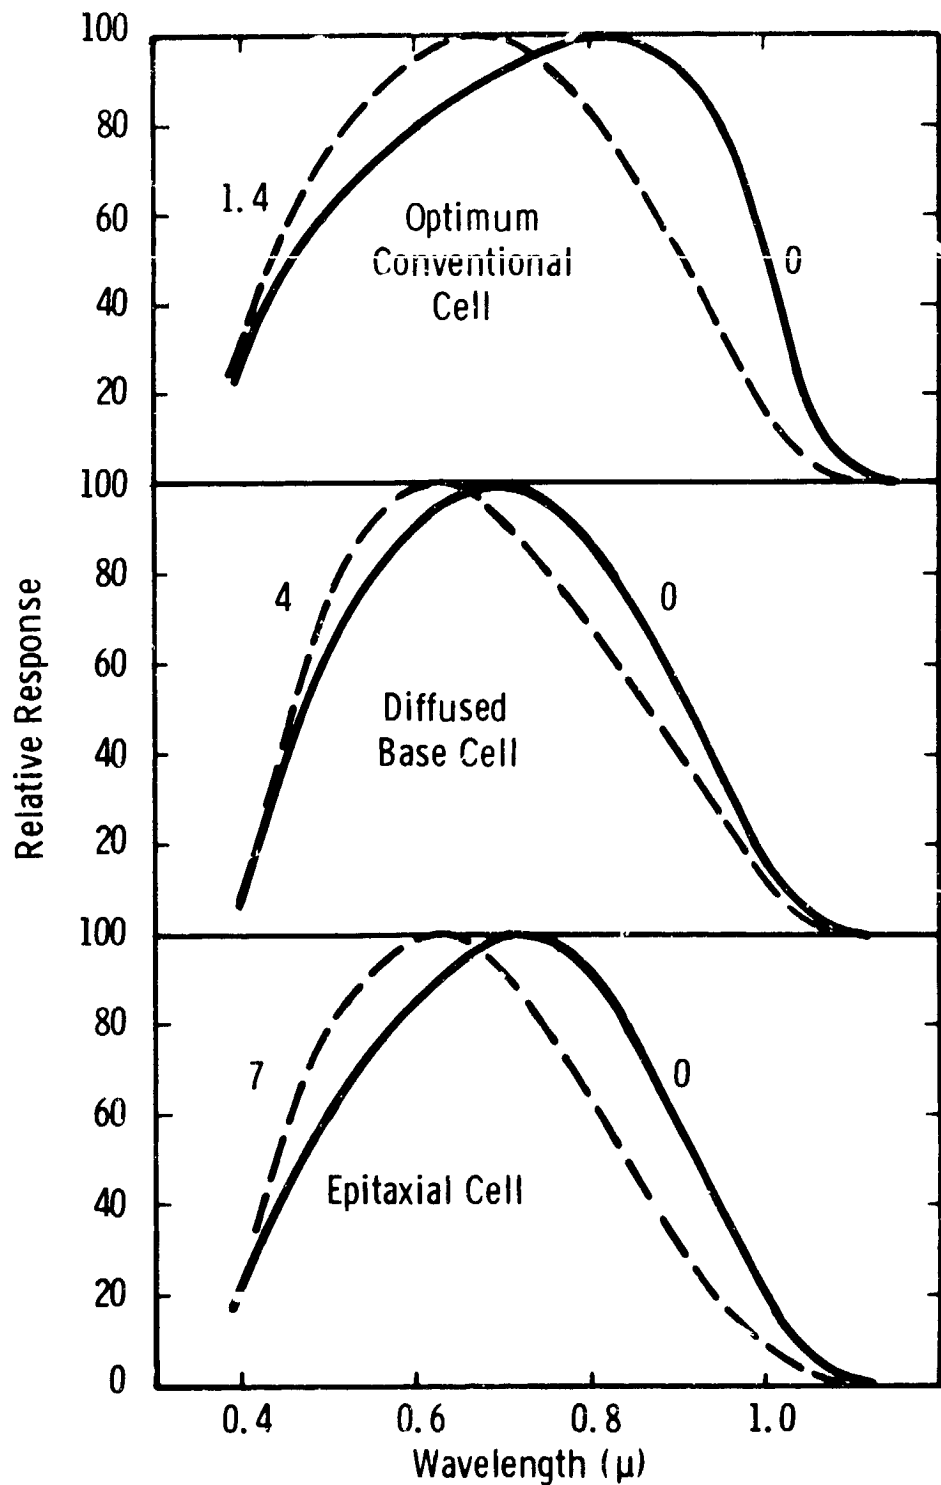 100
80
60
40
20
1.4
Optimum
Conventional
Cell
0
100
80
60
40
20
4
0
Diffused
Base Cell
100
80
60
40
20
0
7
0
Epitaxial Cell
0.4 0.6 0.8 1.0
Wavelength (μ)
Relative Response